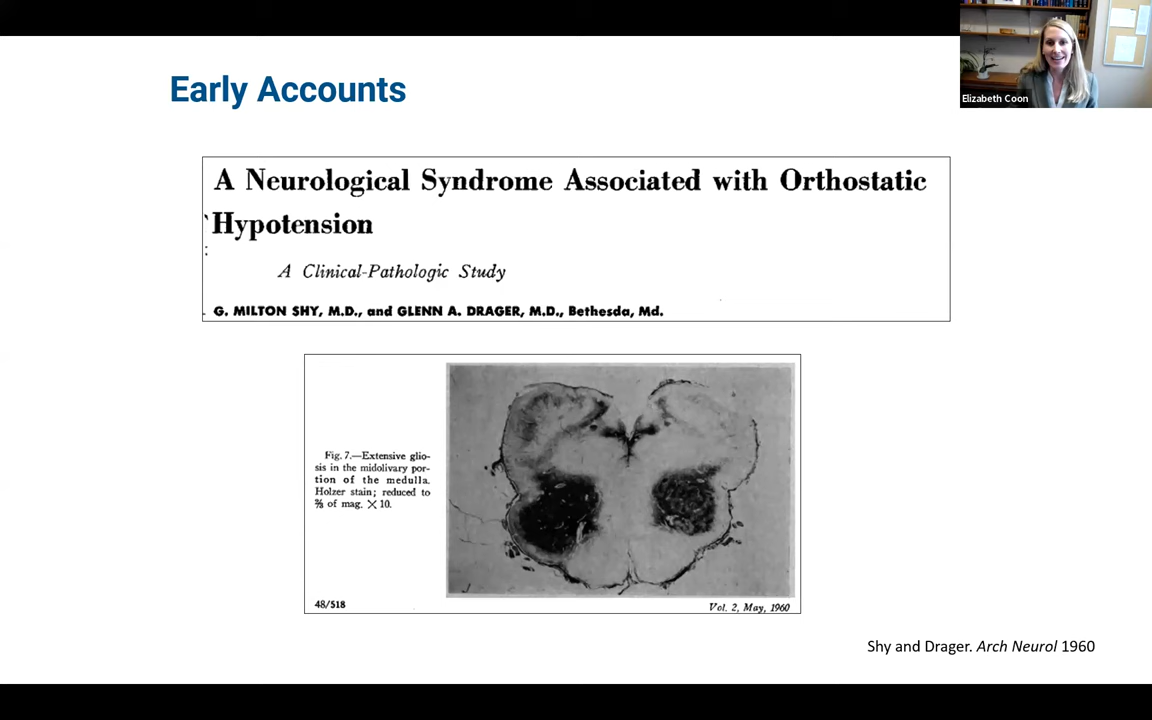 Elizabeth Coon
Early Accounts
A Neurological Syndrome Associated with Orthostatic
Hypotension
A Clinical-Pathologic Study
G. MILTON SHY, M.D., and GLENN A. DRAGER, M.D., Bethesda, Md.
Fig. 7.—Extensive glio-
sis in the midolivary por-
tion of the medulla.
Holzer stain; reduced to
⅔ of mag. × 10.
48/518
Vol. 2, May, 1960
Shy and Drager. Arch Neurol 1960